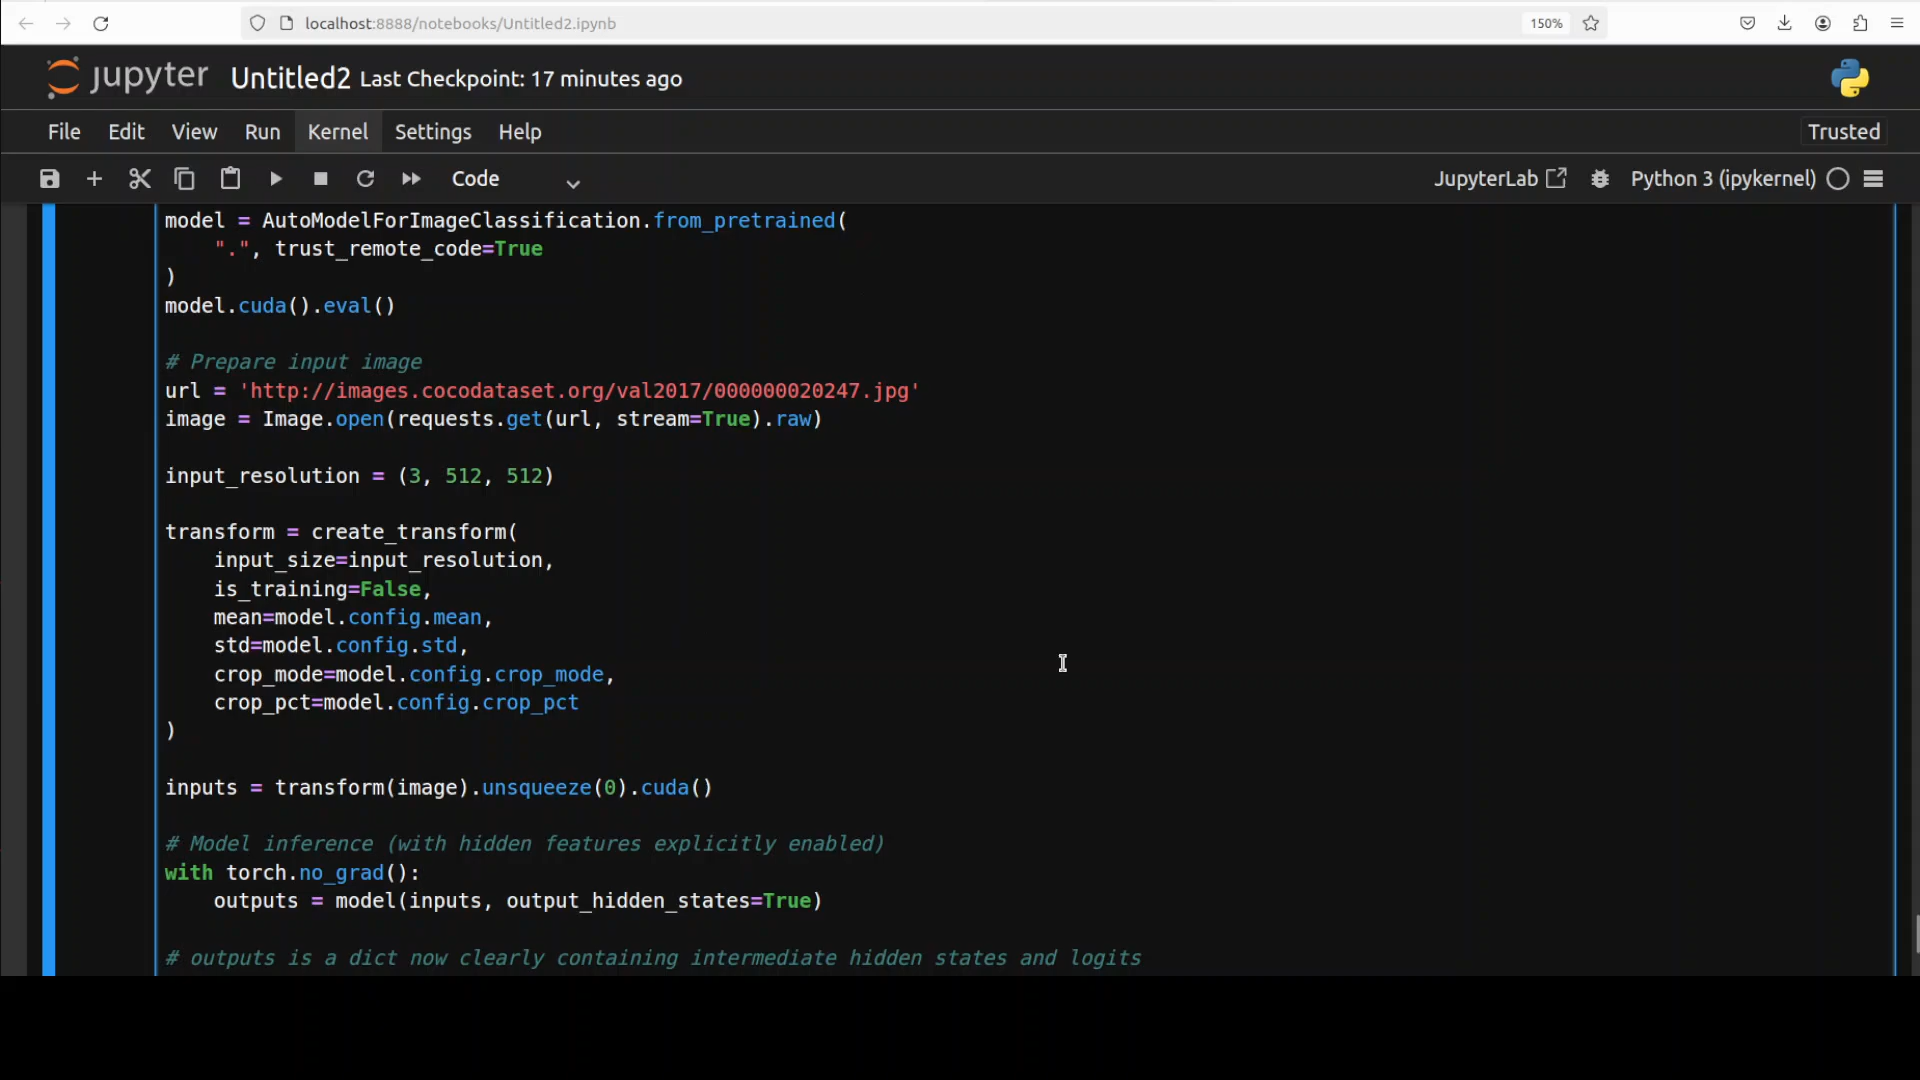 localhost:8888/notebooks/Untitled2.ipynb
150%
jupyter Untitled2 Last Checkpoint: 17 minutes ago
File Edit View Run Kernel Settings Help
Trusted
Code
JupyterLab
Python 3 (ipykernel)
model = AutoModelForImageClassification.from_pretrained(
    ".", trust_remote_code=True
)
model.cuda().eval()
# Prepare input image
url = 'http://images.cocodataset.org/val2017/000000020247.jpg'
image = Image.open(requests.get(url, stream=True).raw)
input_resolution = (3, 512, 512)
transform = create_transform(
    input_size=input_resolution,
    is_training=False,
    mean=model.config.mean,
    std=model.config.std,
    crop_mode=model.config.crop_mode,
    crop_pct=model.config.crop_pct
)
inputs = transform(image).unsqueeze(0).cuda()
# Model inference (with hidden features explicitly enabled)
with torch.no_grad():
    outputs = model(inputs, output_hidden_states=True)
# outputs is a dict now clearly containing intermediate hidden states and logits